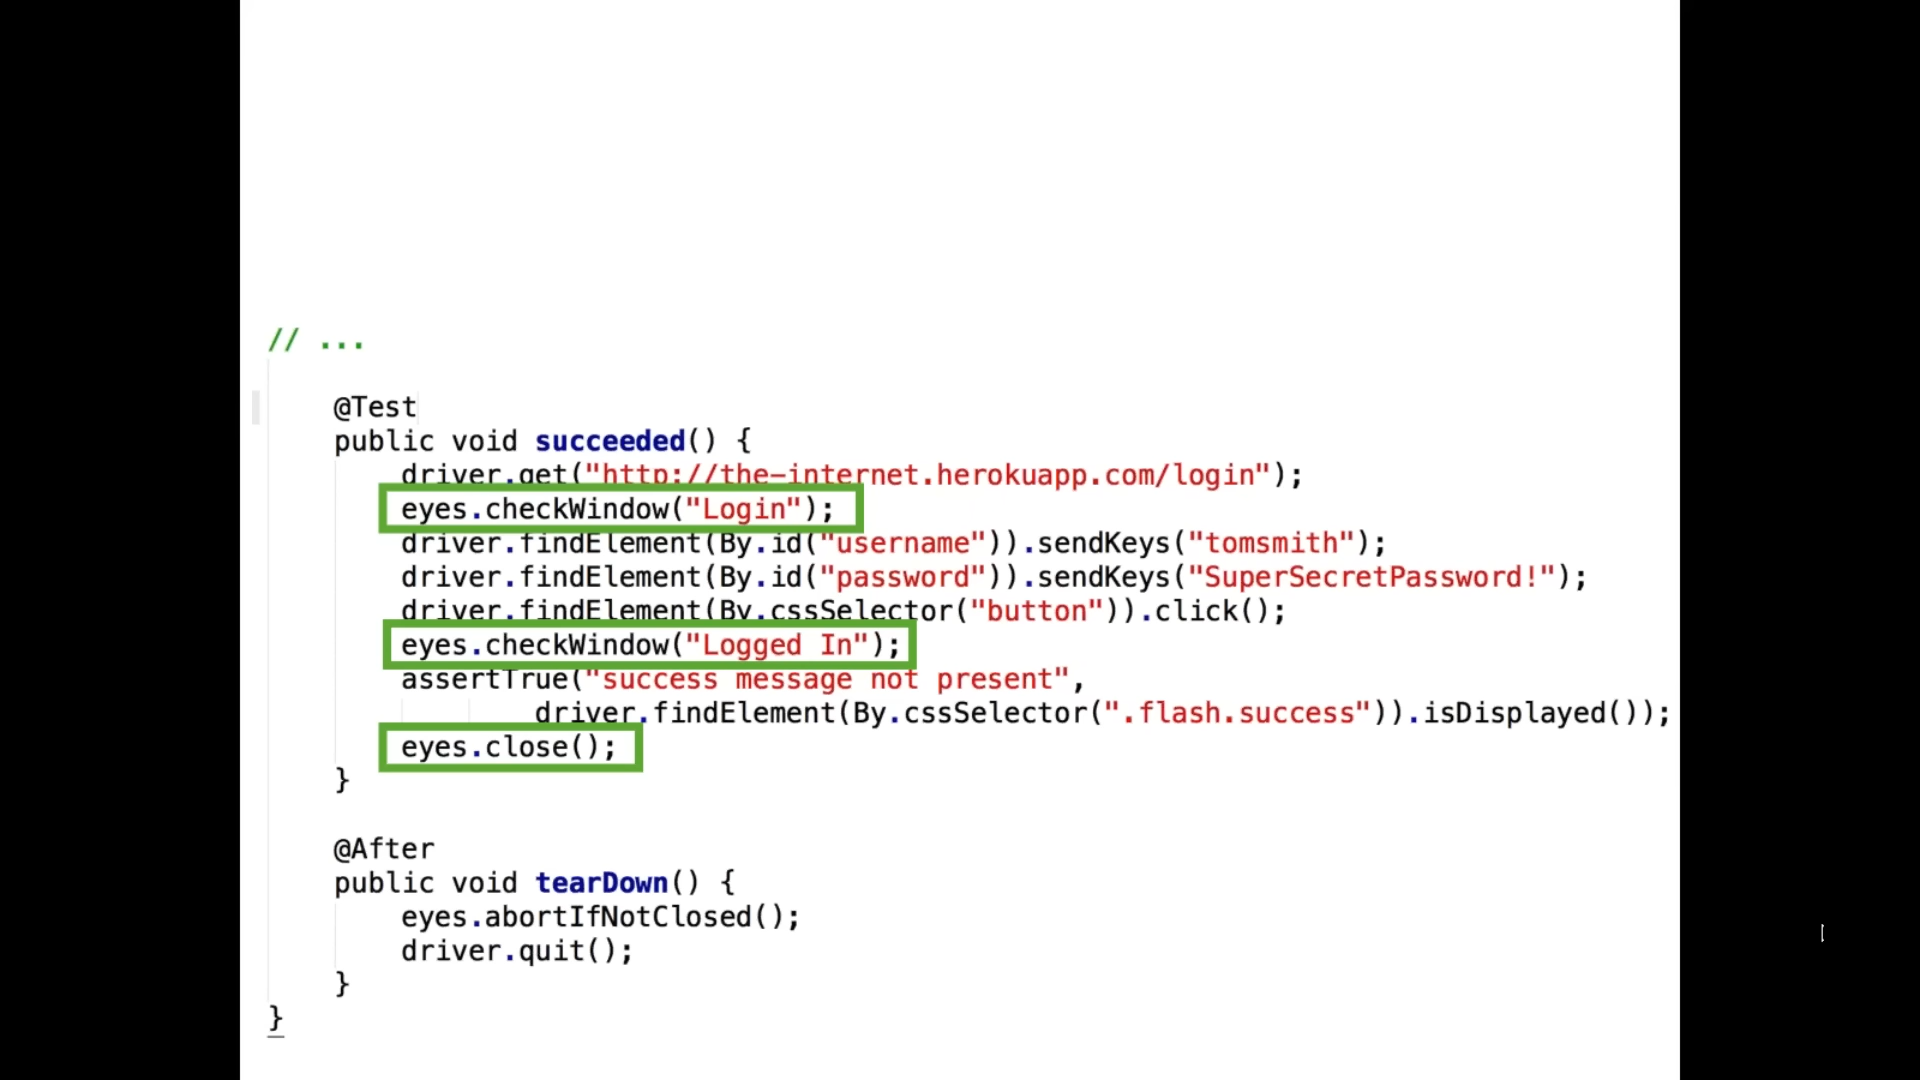 // ...
@Test
public void succeeded() {
driver.get("http://the-internet.herokuapp.com/login");
eyes.checkWindow("Login");
driver.findElement(By.id("username")).sendKeys("tomsmith");
driver.findElement(By.id("password")).sendKeys("SuperSecretPassword!");
driver.findElement(By.cssSelector("button")).click();
eyes.checkWindow("Logged In");
assertTrue("success message not present",
driver.findElement(By.cssSelector(".flash.success")).isDisplayed());
eyes.close();
}
@After
public void tearDown() {
eyes.abortIfNotClosed();
driver.quit();
}
}